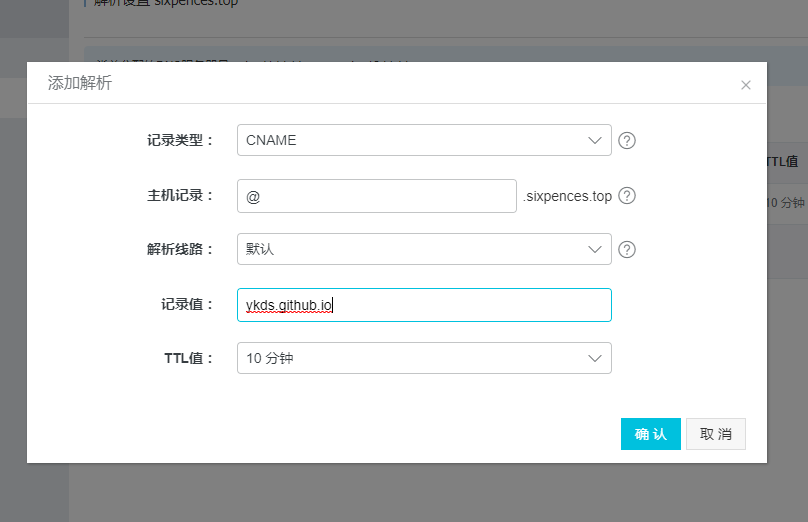 解析设置 sixpences.top
添加解析
×
记录类型： CNAME
主机记录： @ .sixpences.top
解析线路： 默认
记录值： ykds.github.io
TTL值： 10 分钟
确 认 取 消
TTL值
10 分钟